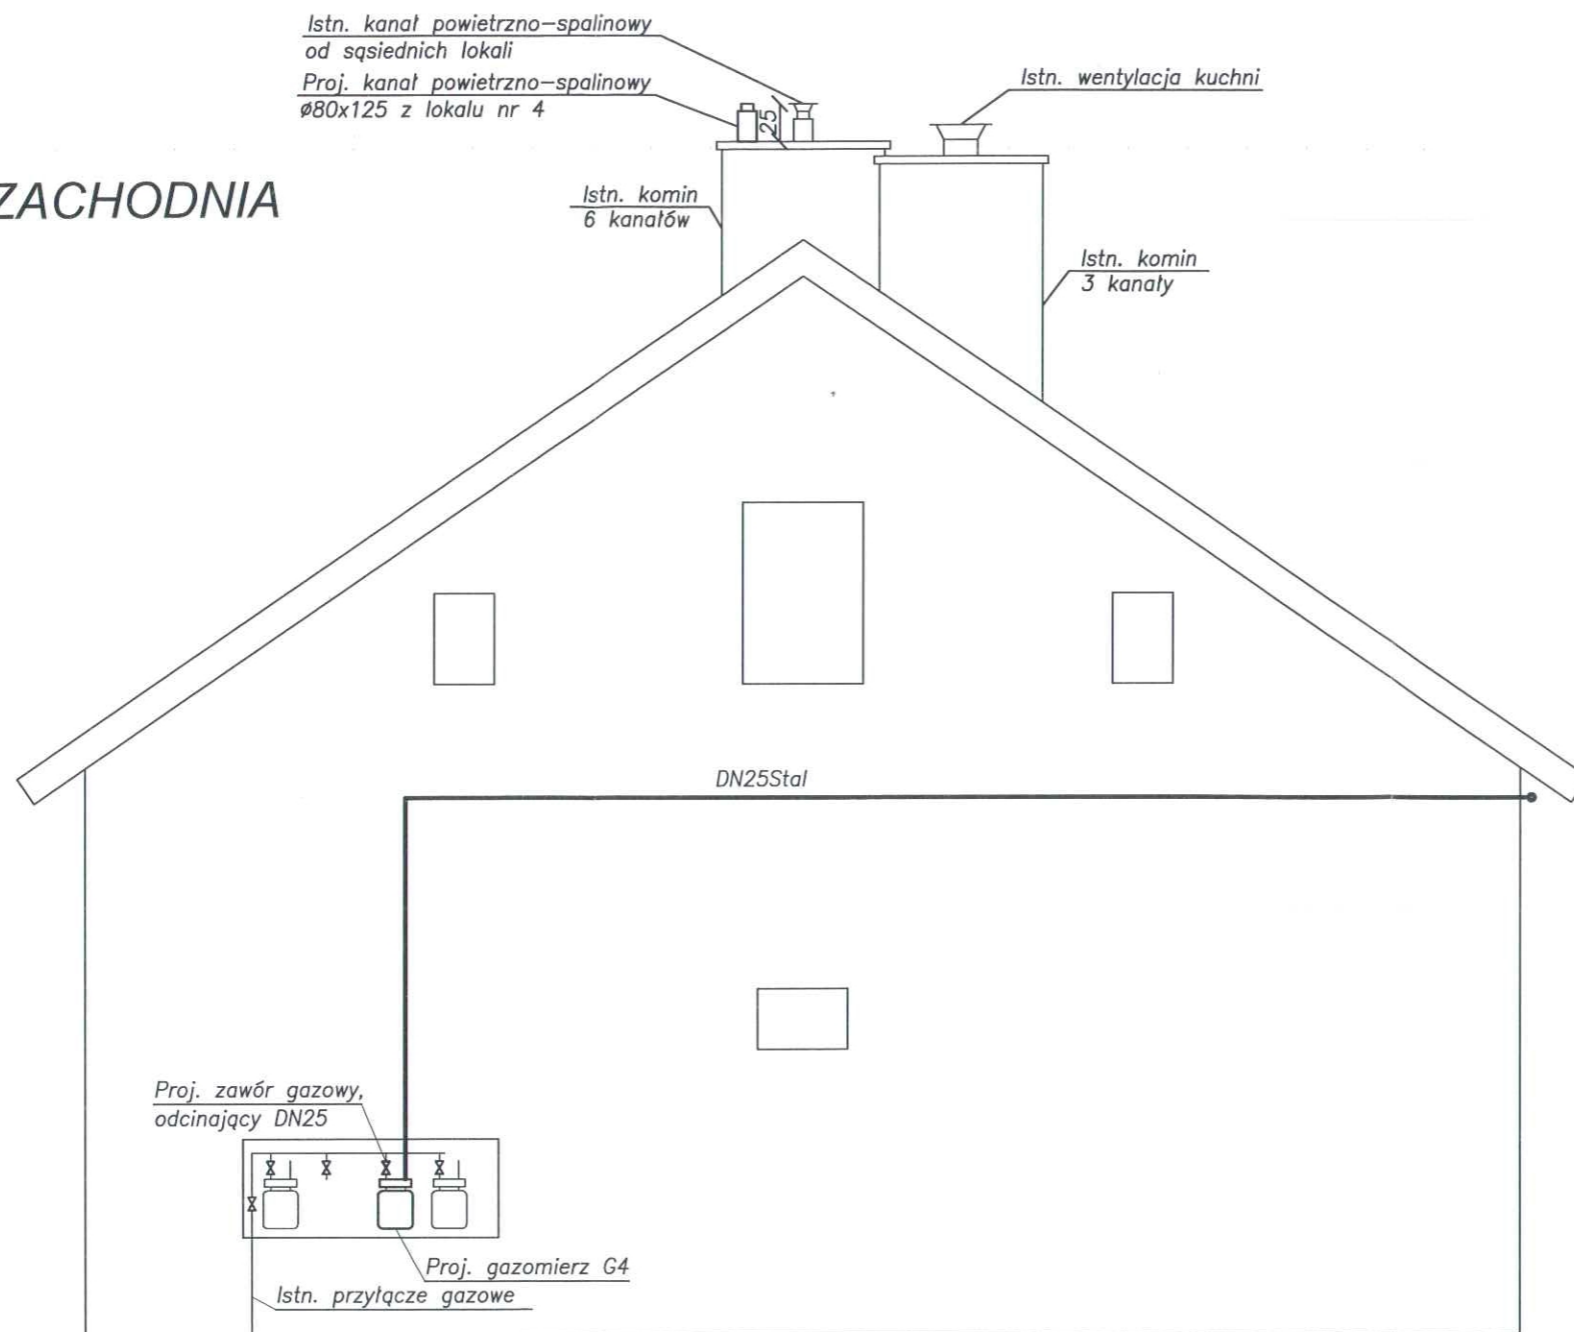 Istn. kanał powietrzno-spalinowy
od sąsiednich lokali
Proj. kanał powietrzno-spalinowy
ø80x125 z lokalu nr 4
25
Istn. wentylacja kuchni
ZACHODNIA
Istn. komin
6 kanałów
Istn. komin
3 kanały
DN25Stal
Proj. zawór gazowy,
odcinający DN25
Proj. gazomierz G4
Istn. przyłącze gazowe